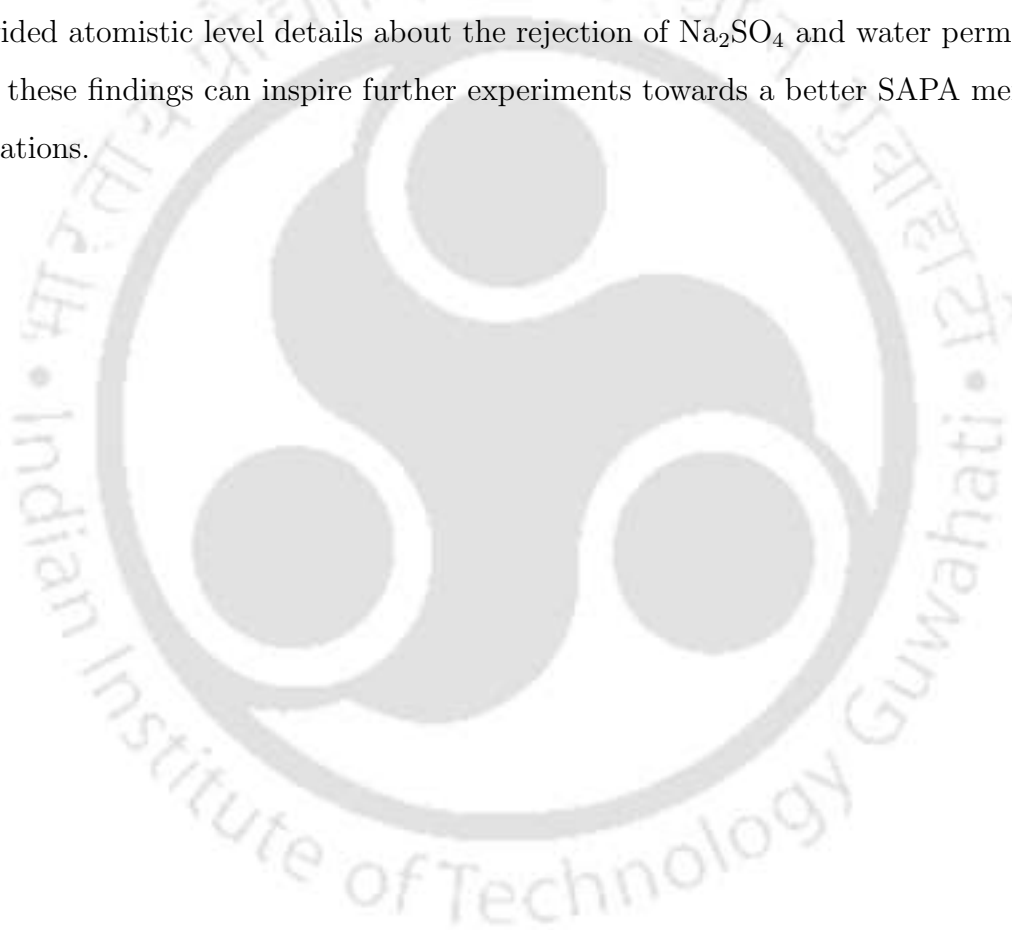 ided atomistic level details about the rejection of Na₂SO₄ and water perm
these findings can inspire further experiments towards a better SAPA me
ations.
Indian Institute of Technology Guwahati